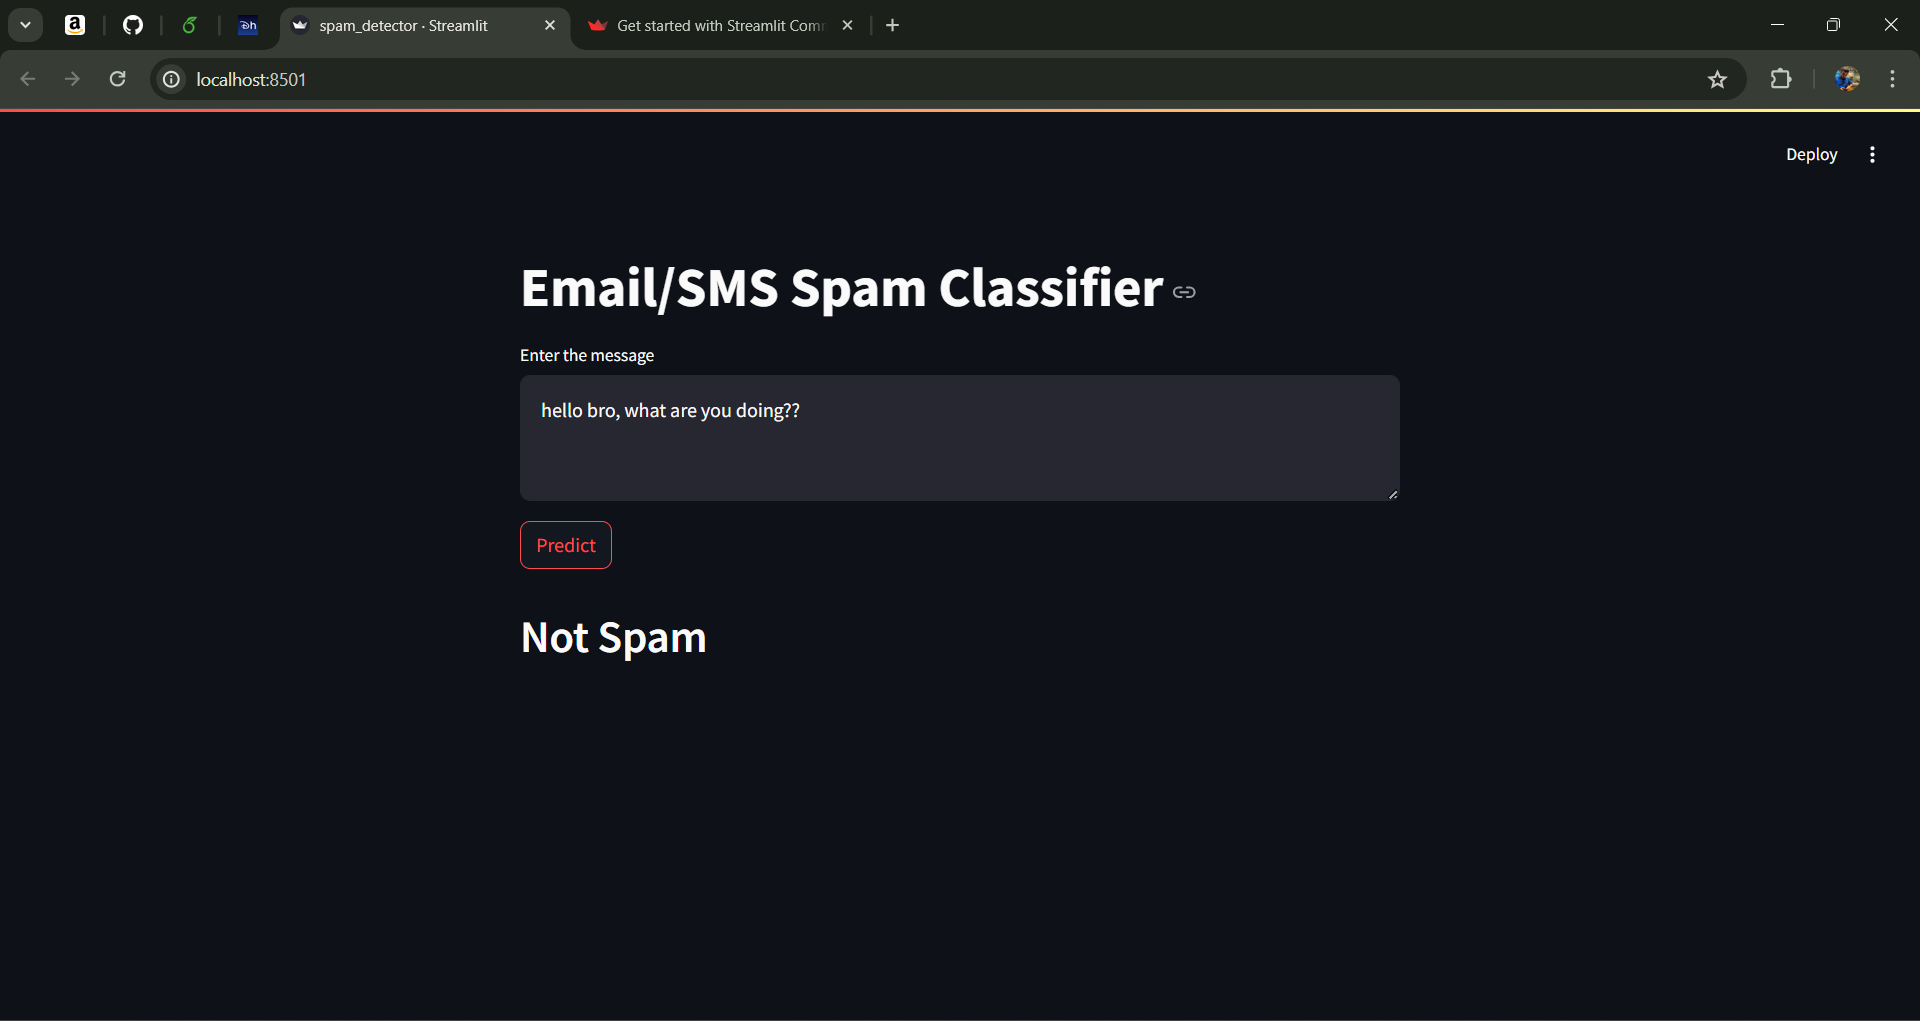 spam_detector · Streamlit
Get started with Streamlit Com
localhost:8501
Deploy
Email/SMS Spam Classifier
Enter the message
hello bro, what are you doing??
Predict
Not Spam